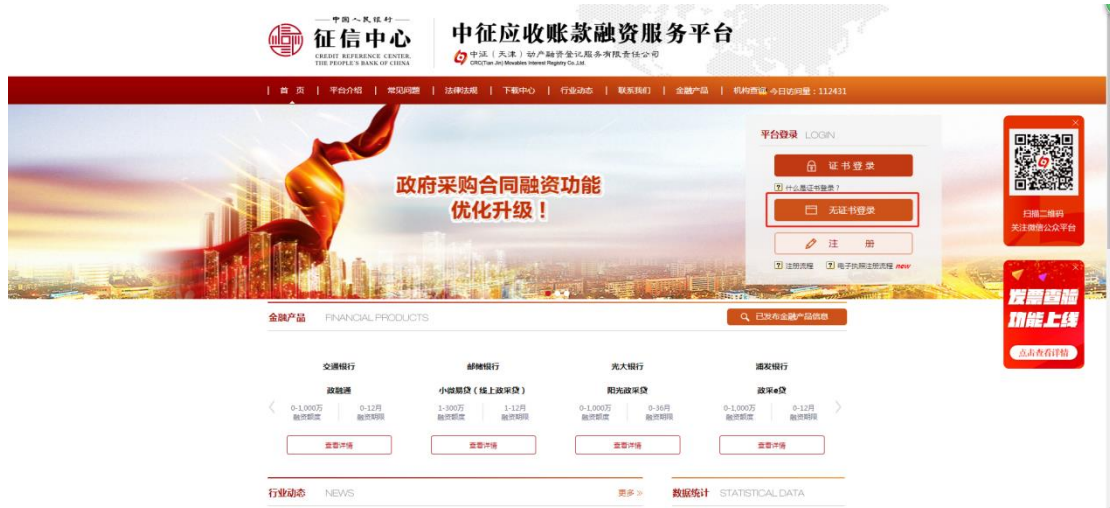 中国人民银行
征信中心
CREDIT REFERENCE CENTER,
THE PEOPLE'S BANK OF CHINA
中征应收账款融资服务平台
中征（天津）动产融资登记服务有限责任公司
CRC(Tian Jin) Movables Interest Registry Co.,Ltd.
| 首 页 | 平台介绍 | 常见问题 | 法律法规 | 下载中心 | 行业动态 | 联系我们 | 金融产品 | 机构查询 今日访问量：112431
政府采购合同融资功能
优化升级！
平台登录 LOGIN
证书登录
什么是证书登录？
无证书登录
注 册
注册流程 电子执照注册流程 new
扫描二维码
关注微信公众平台
发票查验
功能上线
点击查看详情
金融产品 FINANCIAL PRODUCTS
已发布金融产品信息
交通银行 邮储银行 光大银行 浦发银行
政融通 小微易贷（线上政采贷） 阳光政采贷 政采e贷
0-1,000万 0-12月 1-300万 1-12月 0-1,000万 0-36月 0-1,000万 0-12月
融资额度 融资期限 融资额度 融资期限 融资额度 融资期限 融资额度 融资期限
查看详情 查看详情 查看详情 查看详情
行业动态 NEWS 更多 》 数据统计 STATISTICAL DATA